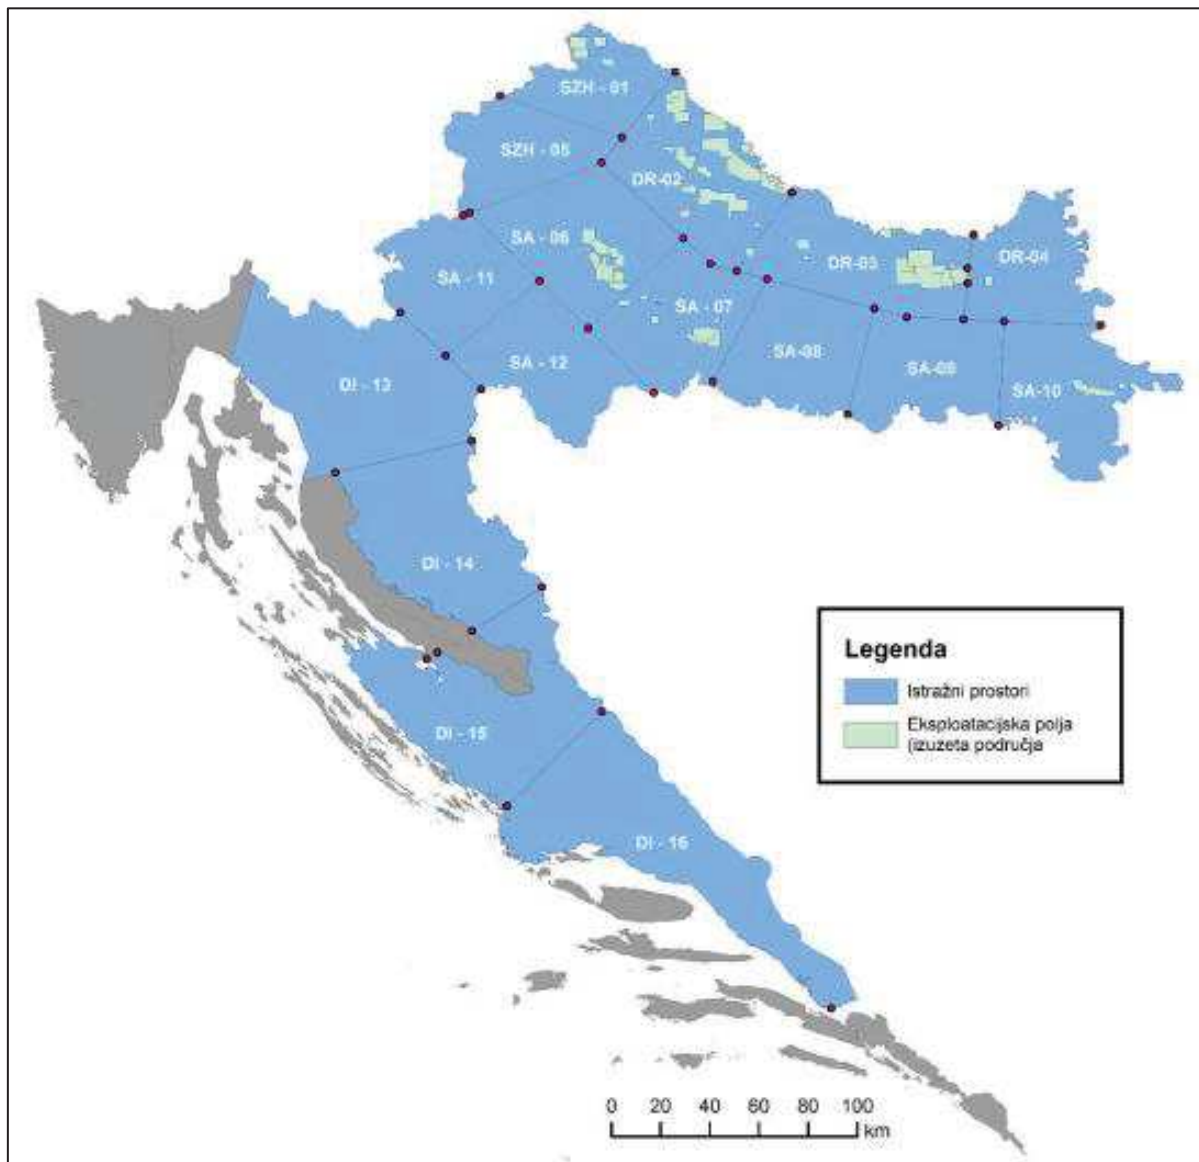 SZH - 01
SZH - 05
DR-02
SA - 06
DR-03
DR-04
SA - 11
SA - 07
SA-08
SA - 12
SA-09
SA-10
DI - 13
DI - 14
DI - 15
DI - 16
Legenda
Istražni prostori
Eksploatacijska polja
(izuzeta područja
0 20 40 60 80 100
km